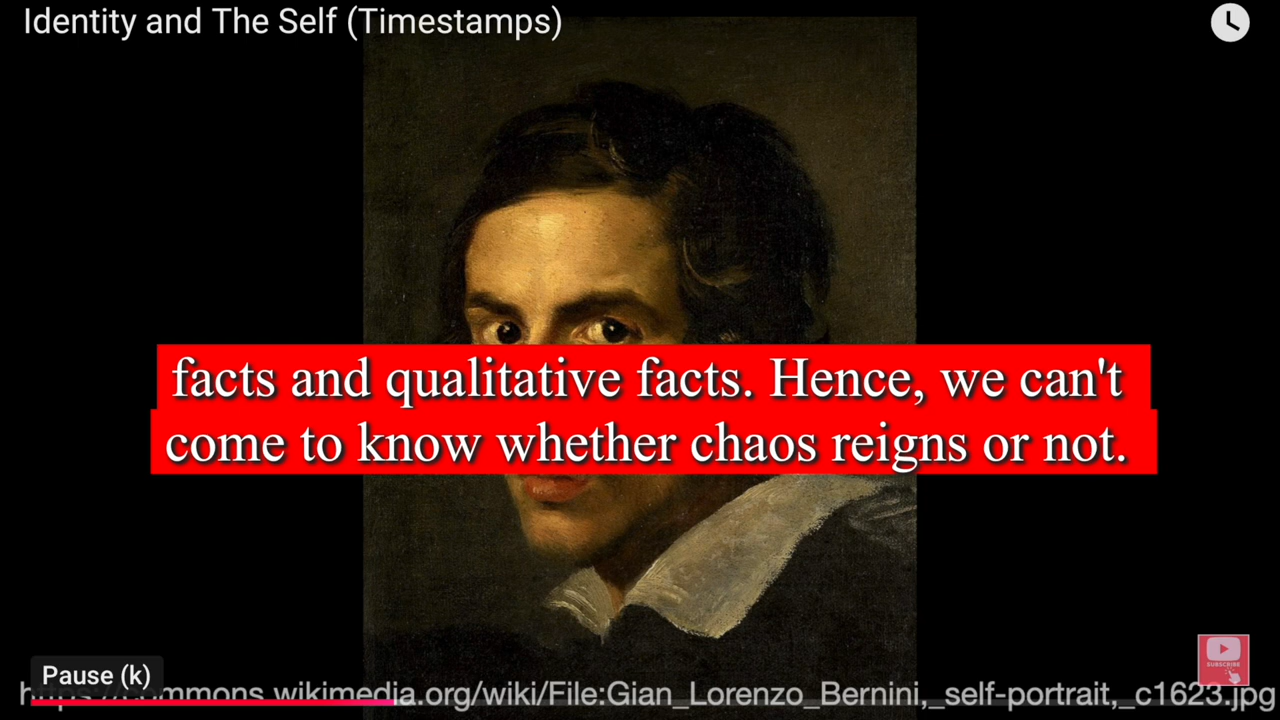 Identity and The Self (Timestamps)
facts and qualitative facts. Hence, we can't
come to know whether chaos reigns or not.
SUBSCRIBE
Pause (k)
https://commons.wikimedia.org/wiki/File:Gian_Lorenzo_Bernini,_self-portrait,_c1623.jpg